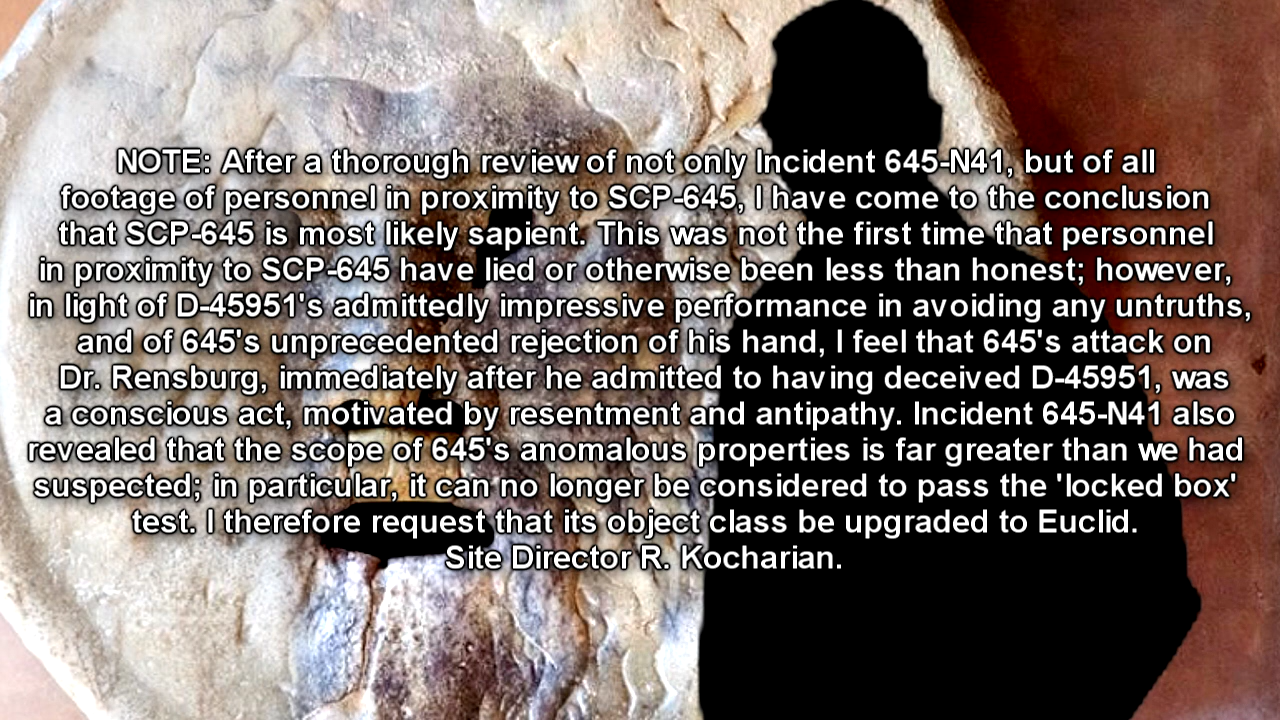 NOTE: After a thorough review of not only Incident 645-N41, but of all
footage of personnel in proximity to SCP-645, I have come to the conclusion
that SCP-645 is most likely sapient. This was not the first time that personnel
in proximity to SCP-645 have lied or otherwise been less than honest; however,
in light of D-45951's admittedly impressive performance in avoiding any untruths,
and of 645's unprecedented rejection of his hand, I feel that 645's attack on
Dr. Rensburg, immediately after he admitted to having deceived D-45951, was
a conscious act, motivated by resentment and antipathy. Incident 645-N41 also
revealed that the scope of 645's anomalous properties is far greater than we had
suspected; in particular, it can no longer be considered to pass the 'locked box'
test. I therefore request that its object class be upgraded to Euclid.
Site Director R. Kocharian.